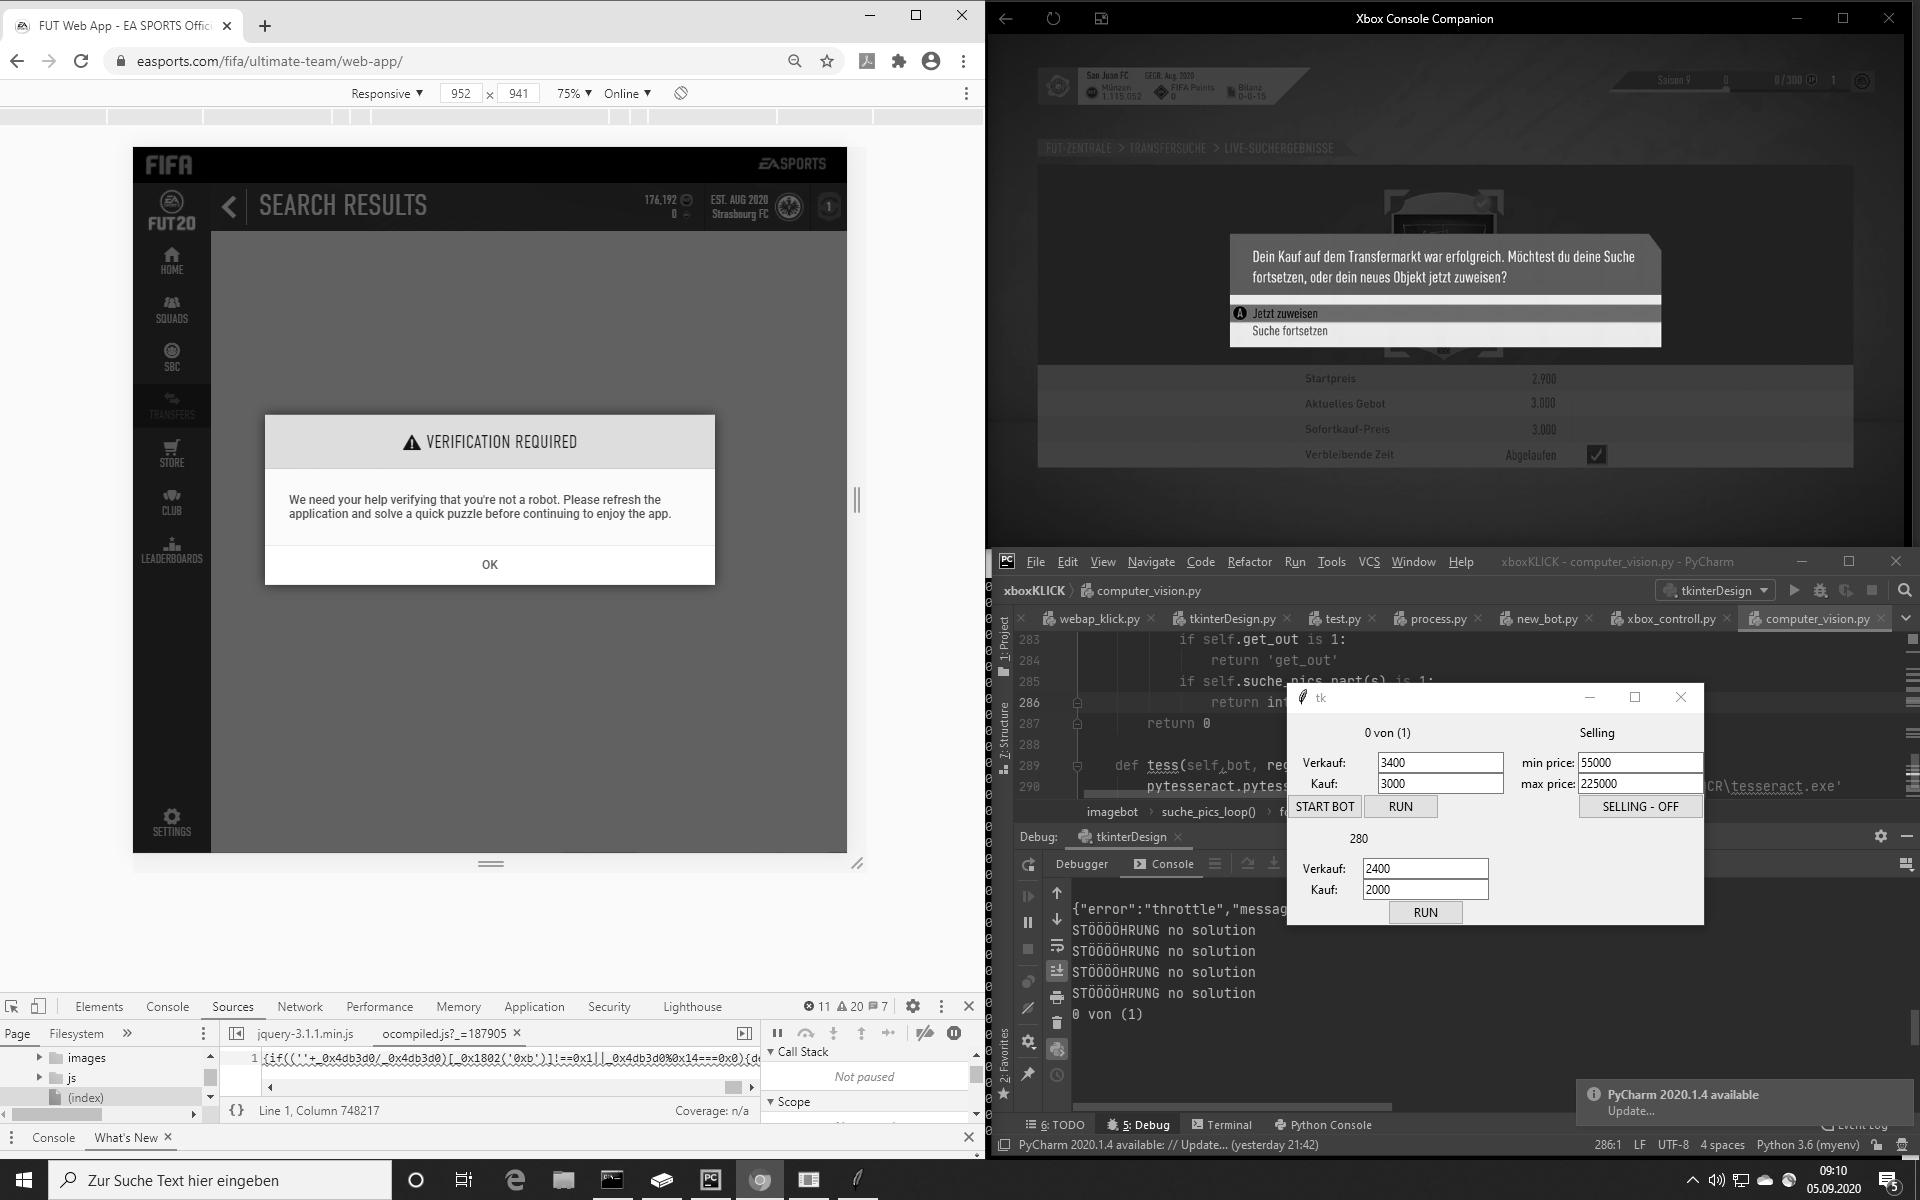 FUT Web App - EA SPORTS Offici
easports.com/fifa/ultimate-team/web-app/
Responsive 952 x 941 75% Online
FIFA EA SPORTS
SEARCH RESULTS
176,192
0
EST. AUG 2020
Strasbourg FC
1
EA
FUT20
HOME
SQUADS
SBC
TRANSFERS
STORE
CLUB
LEADERBOARDS
SETTINGS
VERIFICATION REQUIRED
We need your help verifying that you're not a robot. Please refresh the
application and solve a quick puzzle before continuing to enjoy the app.
OK
Elements Console Sources Network Performance Memory Application Security Lighthouse 11 20 7
Page Filesystem
jquery-3.1.1.min.js ocompiled.js?_=187905
images
js
(index)
1 {if((''+_0x4db3d0/_0x4db3d0)[_0x1802('0xb')]!==0x1||_0x4db3d0%0x14===0x0){de
{} Line 1, Column 748217 Coverage: n/a
Call Stack
Not paused
Scope
Console What's New
Xbox Console Companion
San Juan FC GEGR. Aug. 2020
Münzen
1.115.052
FIFA Points
0
Bilanz
0-0-15
Saison 9 0 0/300 1
FUT-ZENTRALE > TRANSFERSUCHE > LIVE-SUCHERGEBNISSE
Dein Kauf auf dem Transfermarkt war erfolgreich. Möchtest du deine Suche
fortsetzen, oder dein neues Objekt jetzt zuweisen?
A Jetzt zuweisen
Suche fortsetzen
Startpreis 2.900
Aktuelles Gebot 3.000
Sofortkauf-Preis 3.000
Verbleibende Zeit Abgelaufen
PC File Edit View Navigate Code Refactor Run Tools VCS Window Help xboxKLICK - computer_vision.py - PyCharm
xboxKLICK computer_vision.py tkinterDesign
webap_klick.py tkinterDesign.py test.py process.py new_bot.py xbox_controll.py computer_vision.py
1: Project
7: Structure
2: Favorites
283 if self.get_out is 1:
284 return 'get_out'
285 if self.suche_pics_part(s) is 1:
286 return int
287 return 0
288
289 def tess(self,bot, reg
290 pytesseract.pytess CR\tesseract.exe'
imagebot suche_pics_loop()
tk
0 von (1) Selling
Verkauf: 3400 min price: 55000
Kauf: 3000 max price: 225000
START BOT RUN SELLING - OFF
280
Verkauf: 2400
Kauf: 2000
RUN
Debug: tkinterDesign
Debugger Console
{"error":"throttle","messag
STÖÖÖÖHRUNG no solution
STÖÖÖÖHRUNG no solution
STÖÖÖÖHRUNG no solution
STÖÖÖÖHRUNG no solution
0 von (1)
PyCharm 2020.1.4 available
Update...
6: TODO 5: Debug Terminal Python Console Event Log
PyCharm 2020.1.4 available: // Update... (yesterday 21:42) 286:1 LF UTF-8 4 spaces Python 3.6 (myenv)
Zur Suche Text hier eingeben
09:10
05.09.2020
5